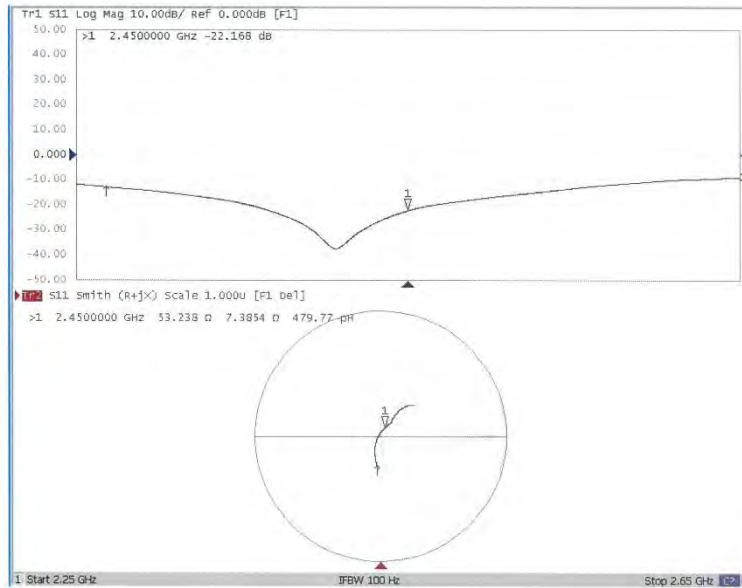 Tr1 S11 Log Mag 10.00dB/ Ref 0.000dB [F1]
50.00
>1 2.4500000 GHz -22.168 dB
40.00
30.00
20.00
10.00
0.000
-10.00
-20.00
-30.00
-40.00
-50.00
1
Tr2 S11 Smith (R+jX) Scale 1.000U [F1 Del]
>1 2.4500000 GHz 53.238 Ω 7.3854 Ω 479.77 pH
1
1 Start 2.25 GHz IFBW 100 Hz Stop 2.65 GHz C2